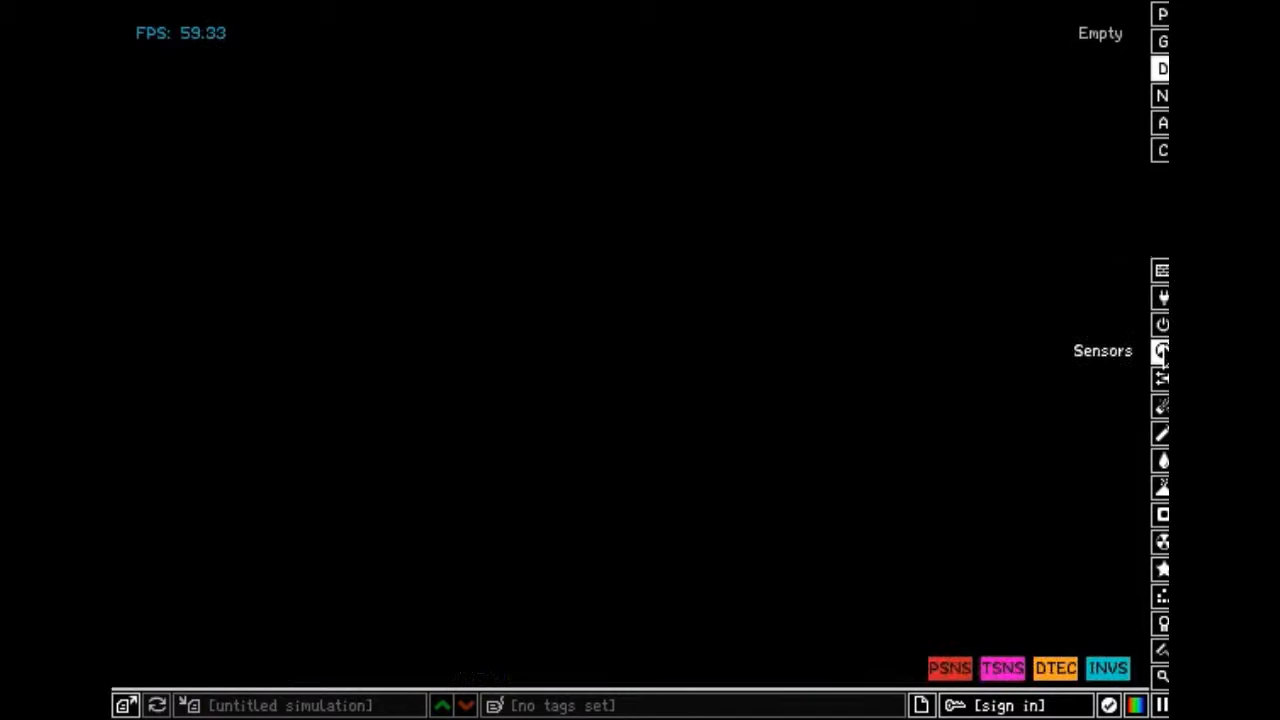 FPS: 59.33
Empty
P
G
D
N
A
C
Sensors
PSNS TSNS DTEC INVS
[untitled simulation] [no tags set] [sign in]